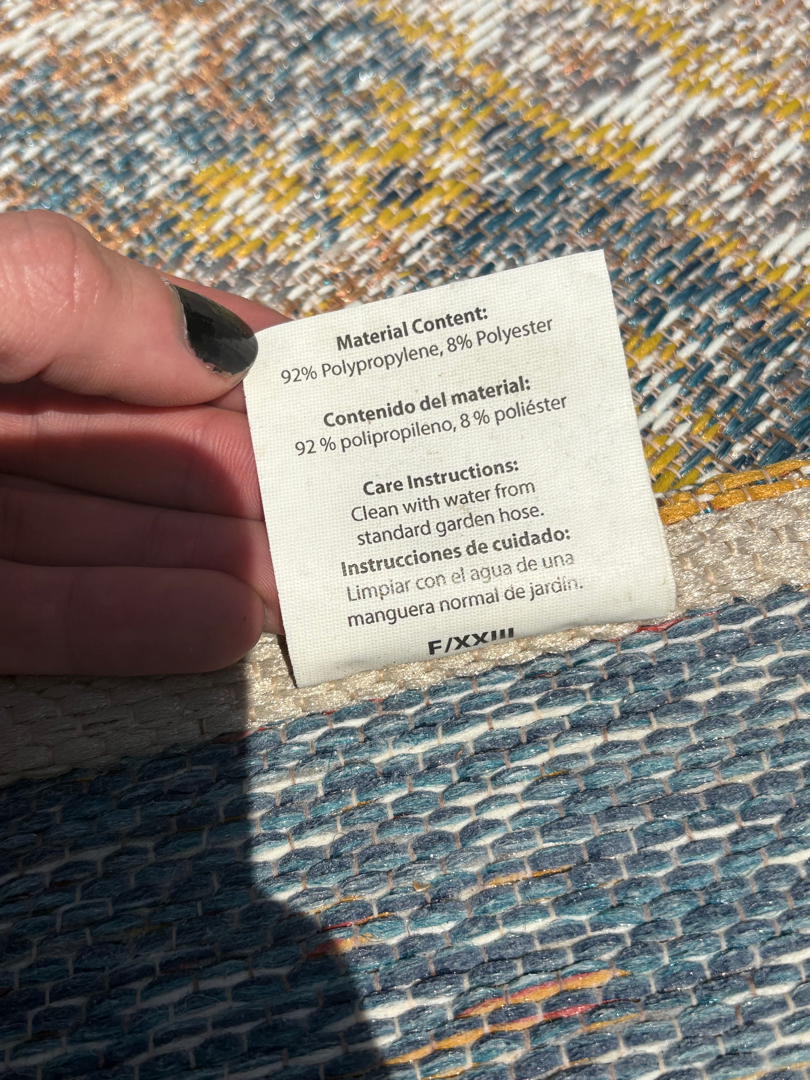 Material Content:
92% Polypropylene, 8% Polyester
Contenido del material:
92 % polipropileno, 8 % poliéster
Care Instructions:
Clean with water from
standard garden hose.
Instrucciones de cuidado:
Limpiar con el agua de una
manguera normal de jardín.
F/XXIII